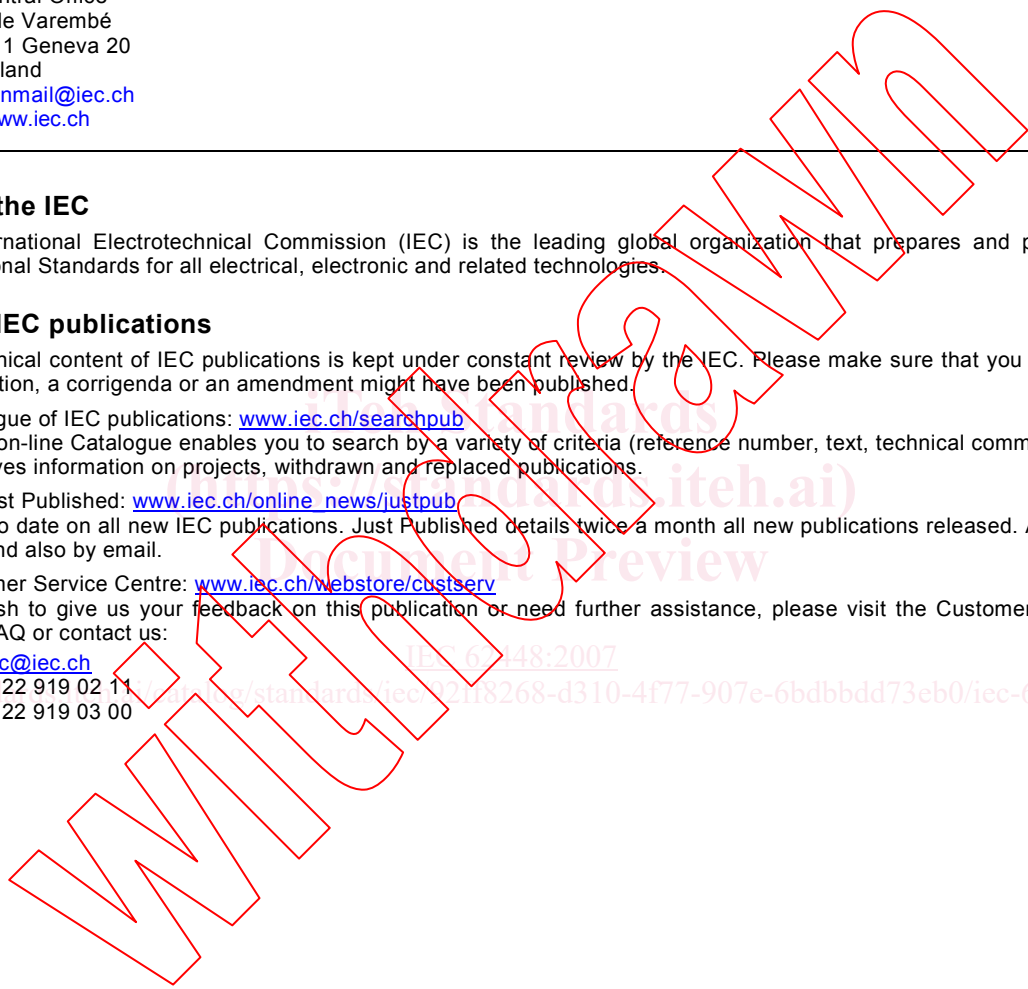 ntral Office
de Varembé
1 Geneva 20
land
nmail@iec.ch
ww.iec.ch
the IEC
rnational Electrotechnical Commission (IEC) is the leading global organization that prepares and p
onal Standards for all electrical, electronic and related technologies.
IEC publications
nical content of IEC publications is kept under constant review by the IEC. Please make sure that you
tion, a corrigenda or an amendment might have been published.
gue of IEC publications: www.iec.ch/searchpub
on-line Catalogue enables you to search by a variety of criteria (reference number, text, technical comm
ves information on projects, withdrawn and replaced publications.
st Published: www.iec.ch/online_news/justpub
o date on all new IEC publications. Just Published details twice a month all new publications released. A
nd also by email.
mer Service Centre: www.iec.ch/webstore/custserv
sh to give us your feedback on this publication or need further assistance, please visit the Customer
AQ or contact us:
c@iec.ch
22 919 02 11
22 919 03 00
iTeh Standards
(https://standards.iteh.ai)
Document Preview
IEC 62448:2007
/catalog/standards/iec/92ff8268-d310-4f77-907e-6bdbbdd73eb0/iec-6
withdrawn